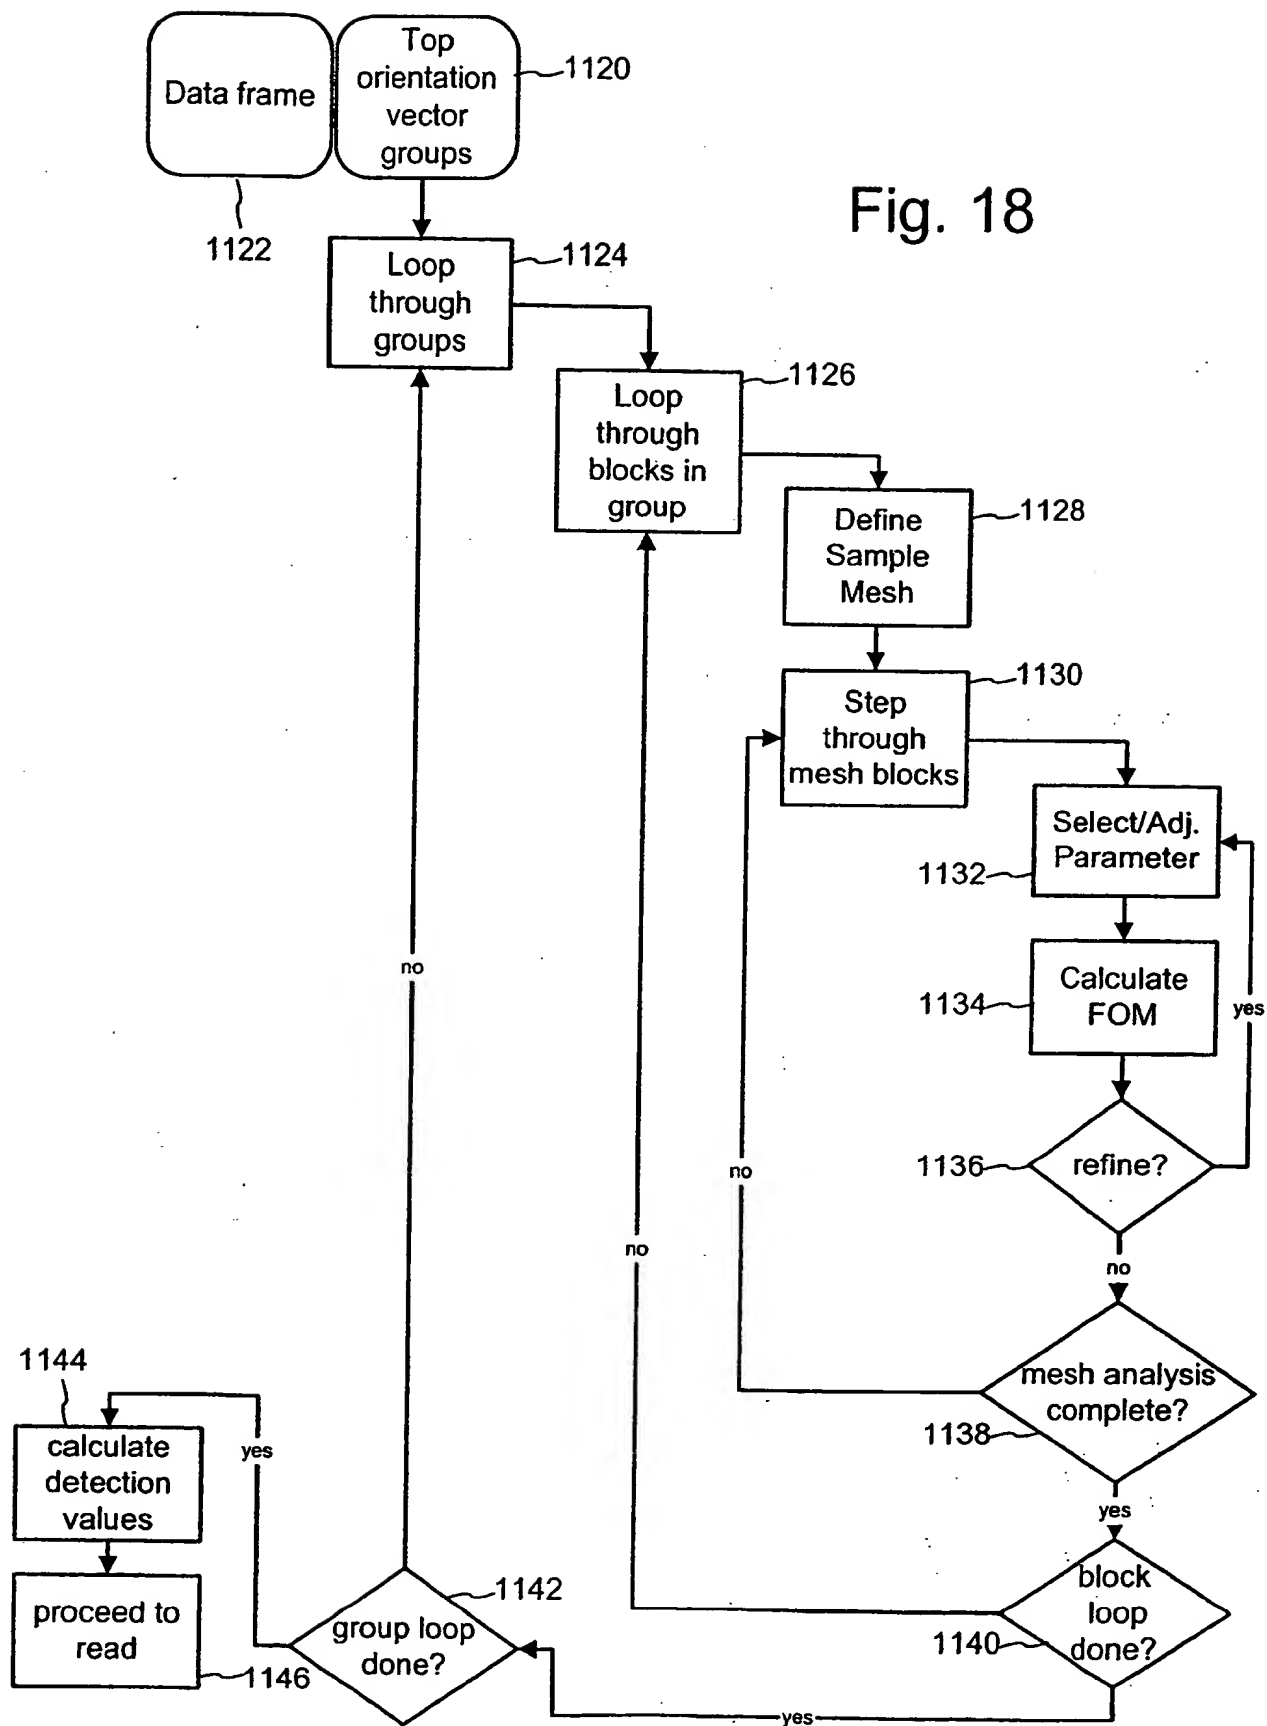 Data frame
Top
orientation
vector
groups
1120
1122
Fig. 18
Loop
through
groups
1124
Loop
through
blocks in
group
1126
Define
Sample
Mesh
1128
Step
through
mesh blocks
1130
Select/Adj.
Parameter
1132
Calculate
FOM
1134
yes
refine?
1136
no
no
no
no
mesh analysis
complete?
1138
yes
block
loop
done?
1140
yes
group loop
done?
1142
yes
1144
calculate
detection
values
proceed to
read
1146